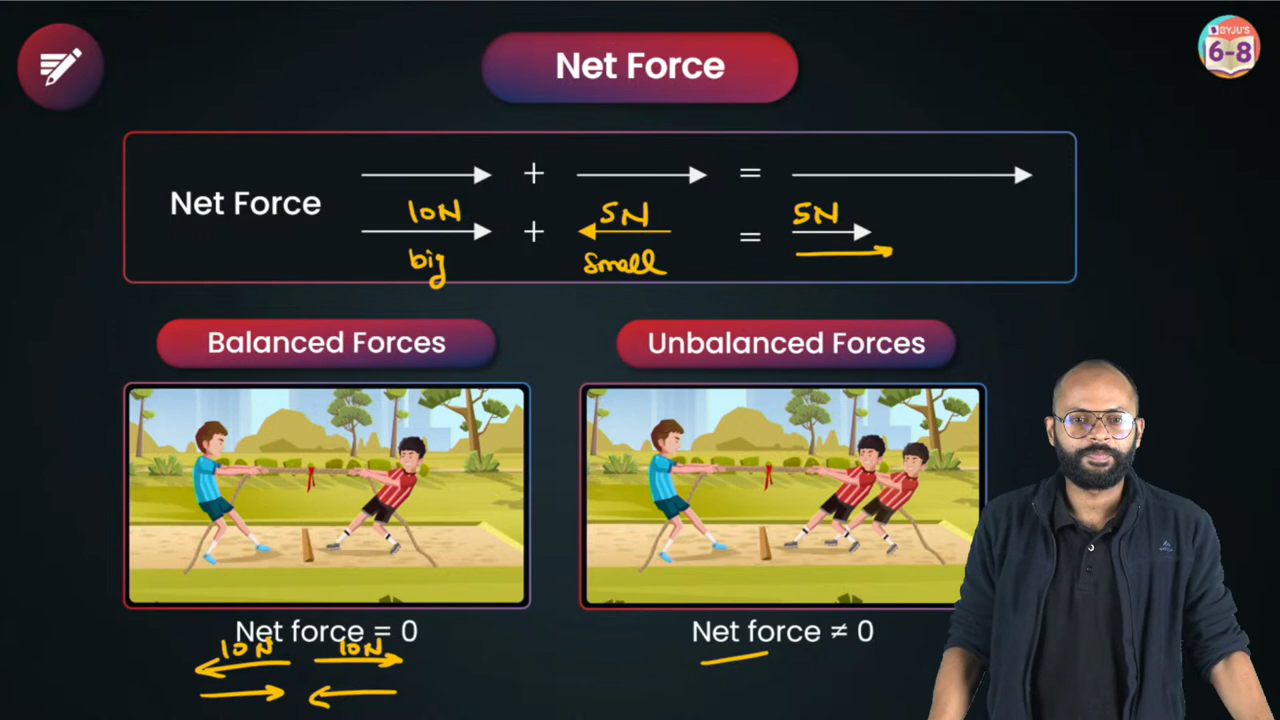 Net Force
BYJU'S
6-8
+ =
Net Force
10N 5N 5N
+ =
big small
Balanced Forces Unbalanced Forces
Net force = 0 Net force ≠ 0
10N 10N